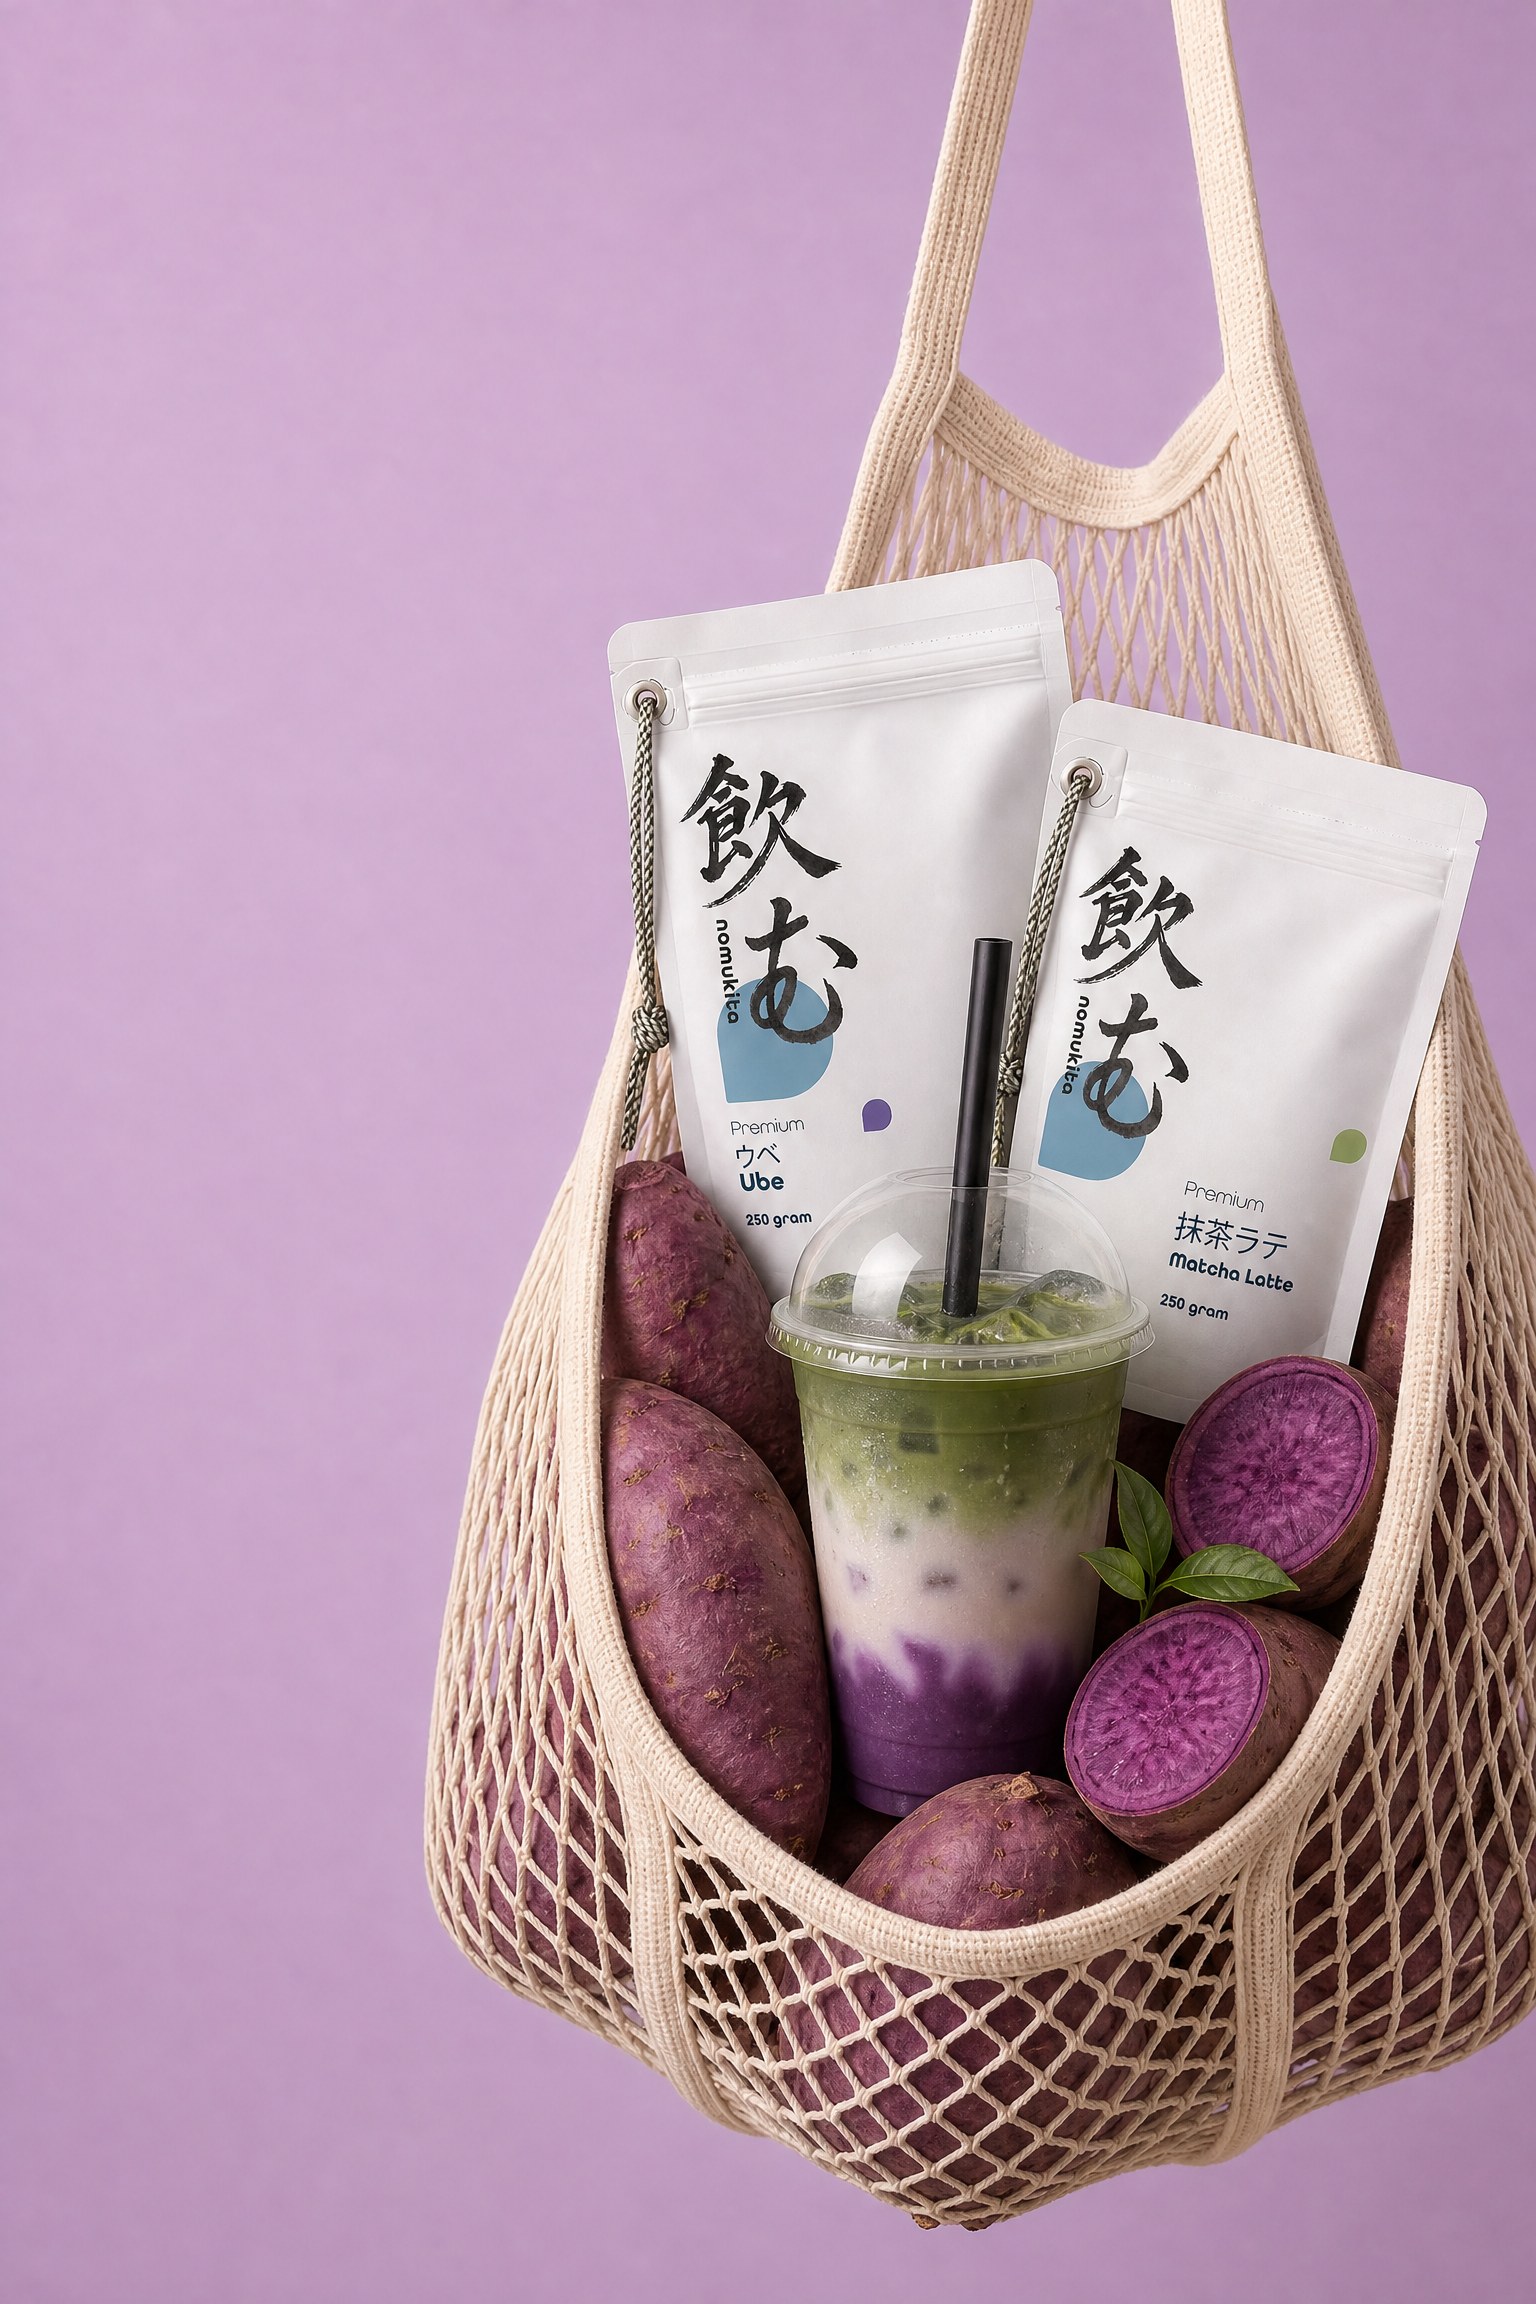 飲む
nomukita
Premium
ウベ
Ube
250 gram
飲む
nomukita
Premium
抹茶ラテ
Matcha Latte
250 gram